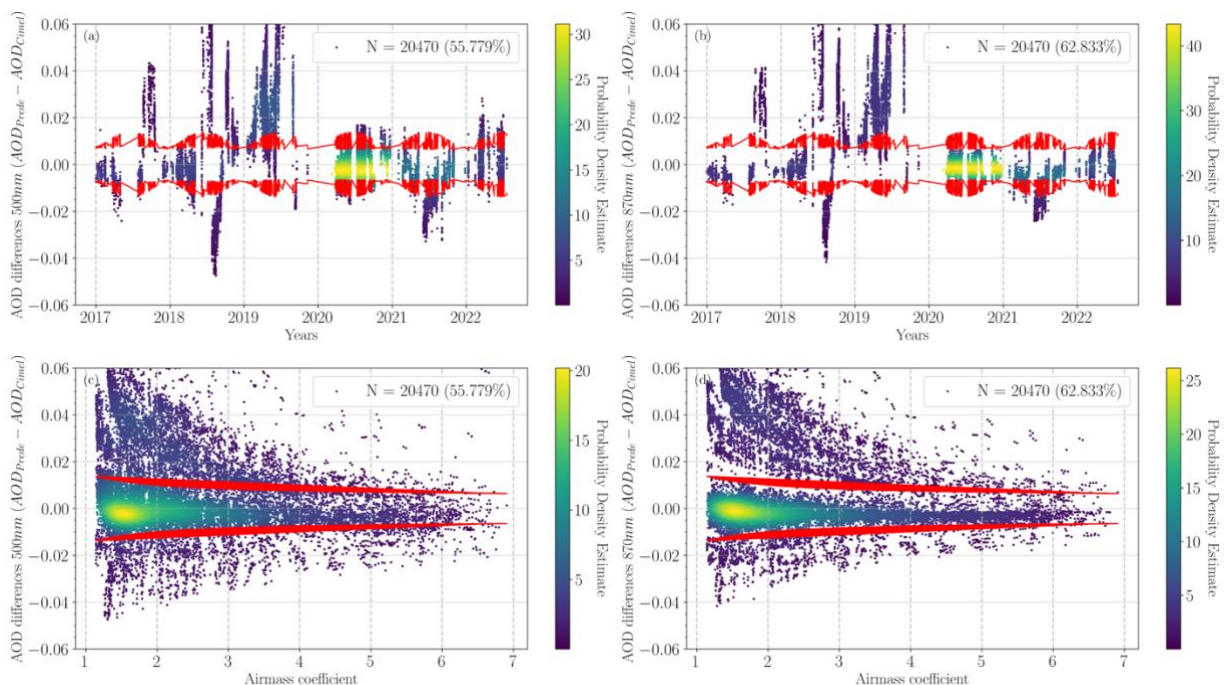 (a)
N = 20470 (55.779%)
AOD differences 500nm (AOD_Prede − AOD_Cimel)
0.06
0.04
0.02
0.00
−0.02
−0.04
−0.06
2017 2018 2019 2020 2021 2022
Years
30
25
20
15
10
5
Probability Density Estimate
(b)
N = 20470 (62.833%)
AOD differences 870nm (AOD_Prede − AOD_Cimel)
0.06
0.04
0.02
0.00
−0.02
−0.04
−0.06
2017 2018 2019 2020 2021 2022
Years
40
30
20
10
Probability Density Estimate
(c)
N = 20470 (55.779%)
AOD differences 500nm (AOD_Prede − AOD_Cimel)
0.06
0.04
0.02
0.00
−0.02
−0.04
−0.06
1 2 3 4 5 6 7
Airmass coefficient
20
15
10
5
Probability Density Estimate
(d)
N = 20470 (62.833%)
AOD differences 870nm (AOD_Prede − AOD_Cimel)
0.06
0.04
0.02
0.00
−0.02
−0.04
−0.06
1 2 3 4 5 6 7
Airmass coefficient
25
20
15
10
5
Probability Density Estimate